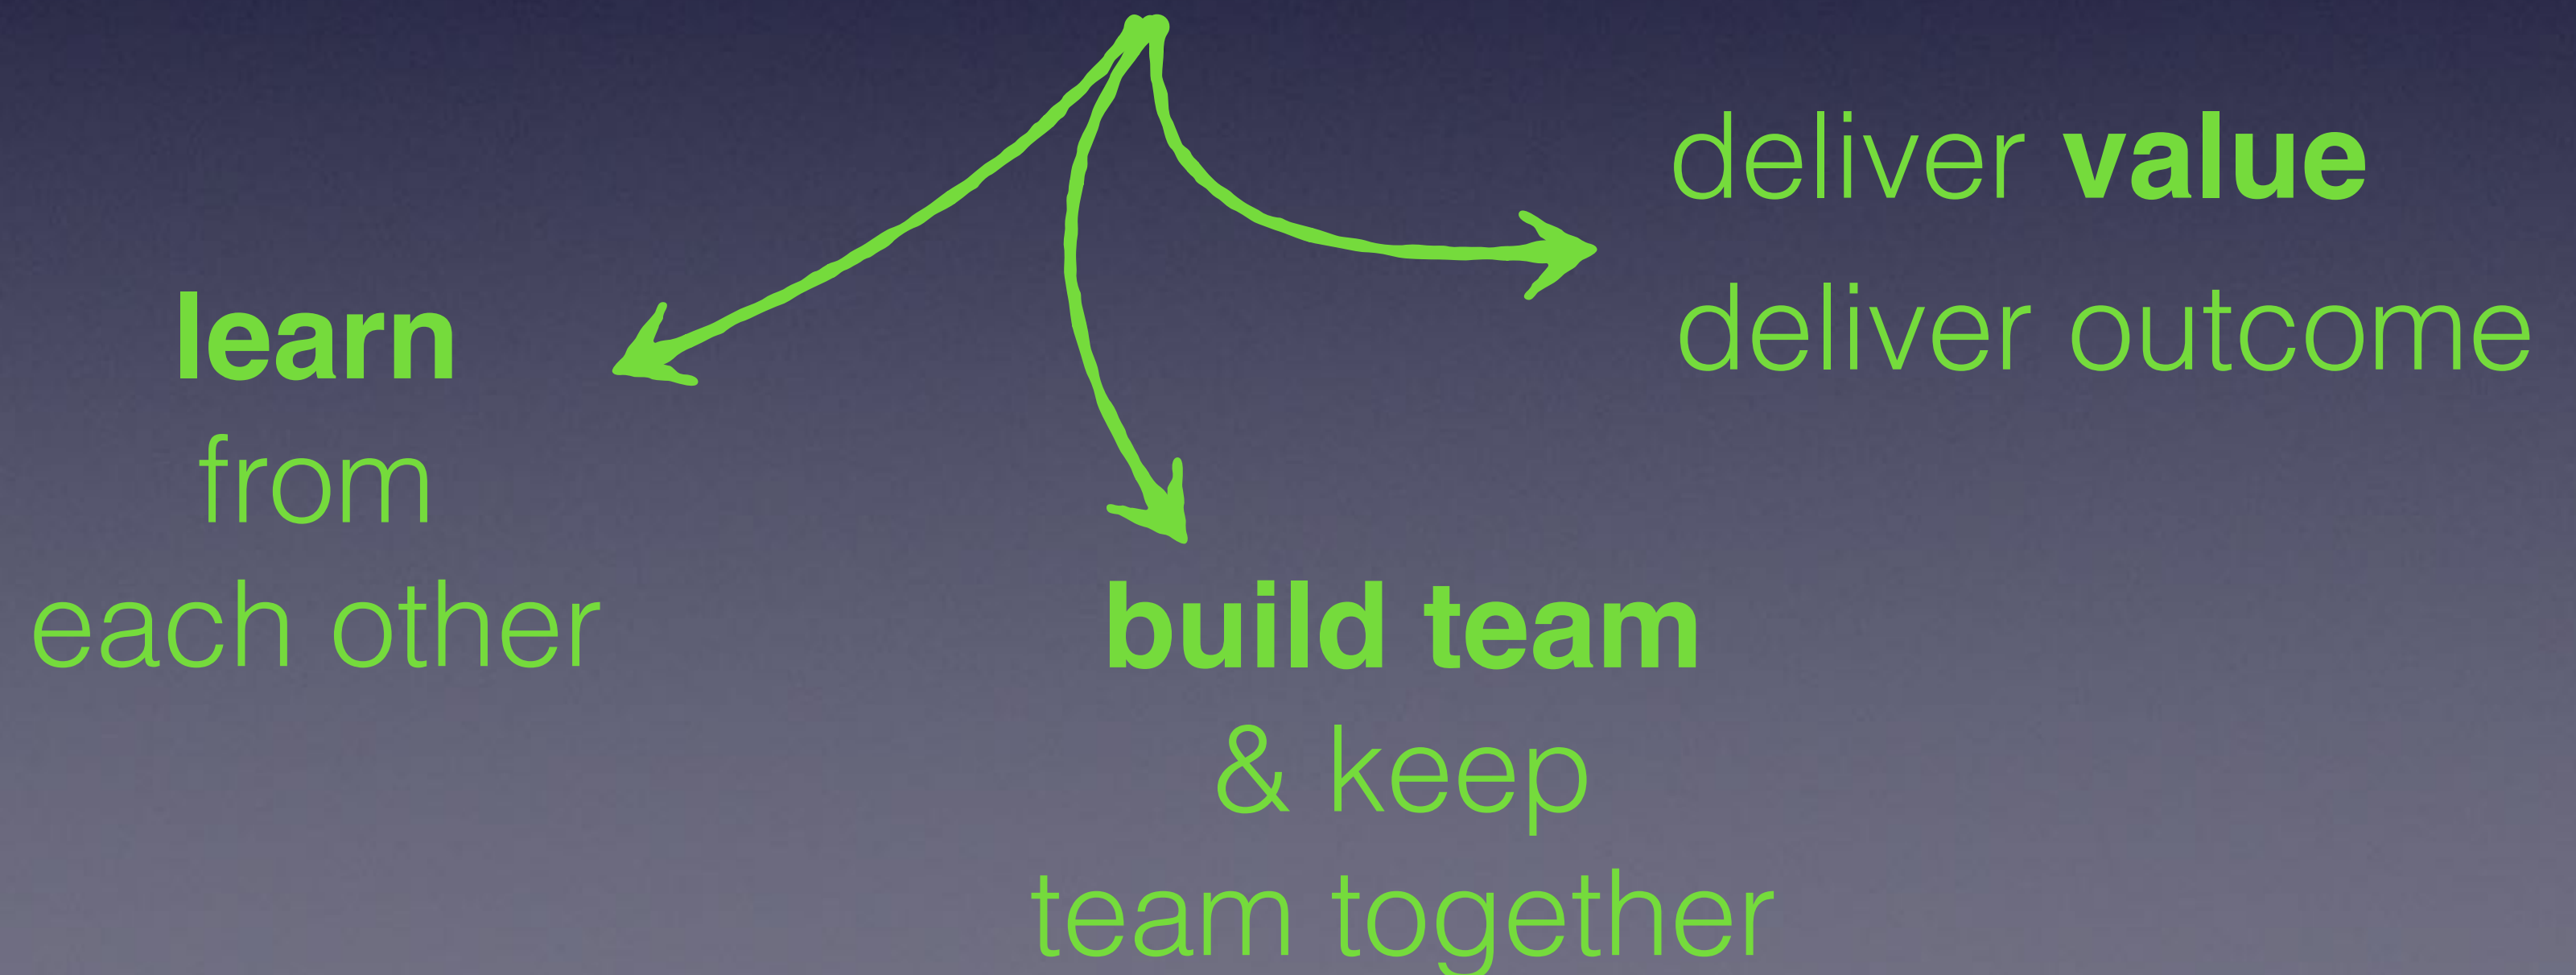 learn
from
each other
build team
& keep
team together
deliver value
deliver outcome